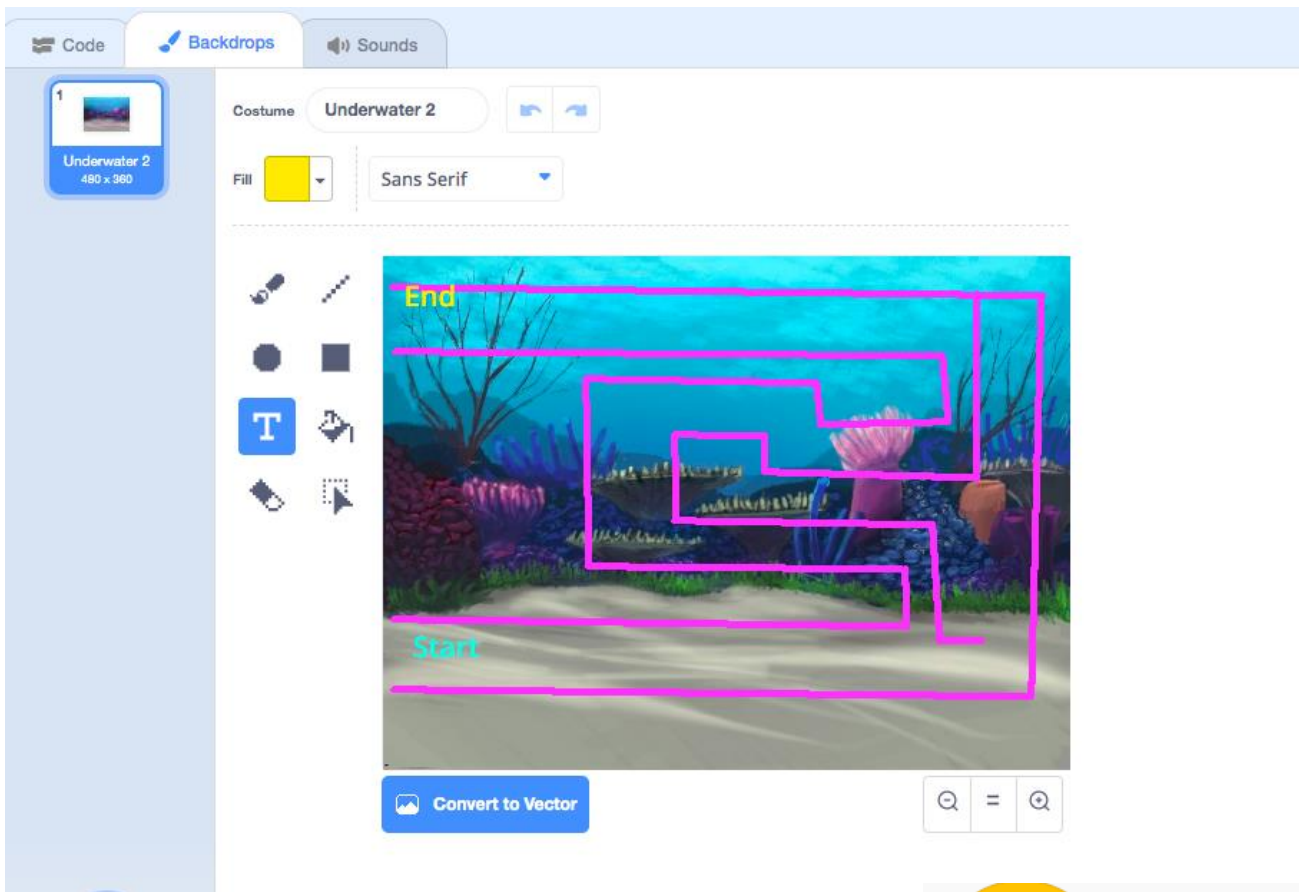 Code
Backdrops
Sounds
1
Underwater 2
480 x 360
Costume
Underwater 2
Fill
Sans Serif
T
End
Start
Convert to Vector